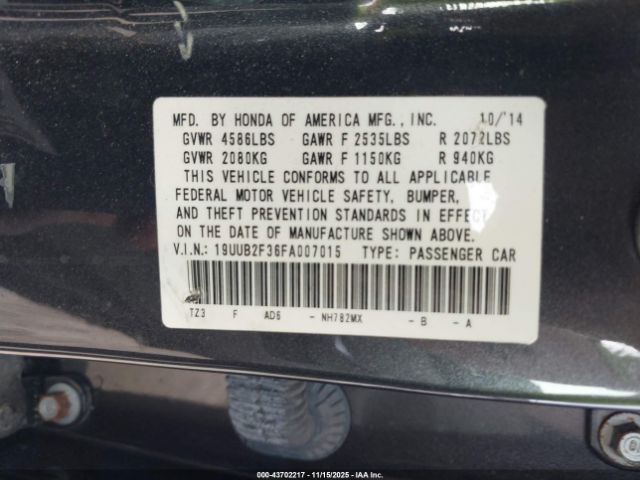 MFD. BY HONDA OF AMERICA MFG., INC. 10/'14
GVWR 4586LBS GAWR F 2535LBS R 2072LBS
GVWR 2080KG GAWR F 1150KG R 940KG
THIS VEHICLE CONFORMS TO ALL APPLICABLE
FEDERAL MOTOR VEHICLE SAFETY, BUMPER,
AND THEFT PREVENTION STANDARDS IN EFFECT
ON THE DATE OF MANUFACTURE SHOWN ABOVE.
V.I.N.: 19UUB2F36FA007015 TYPE: PASSENGER CAR
TZ3 F AD6 - NH782MX - B - A
000-43702217 - 11/15/2025 - IAAI, Inc.